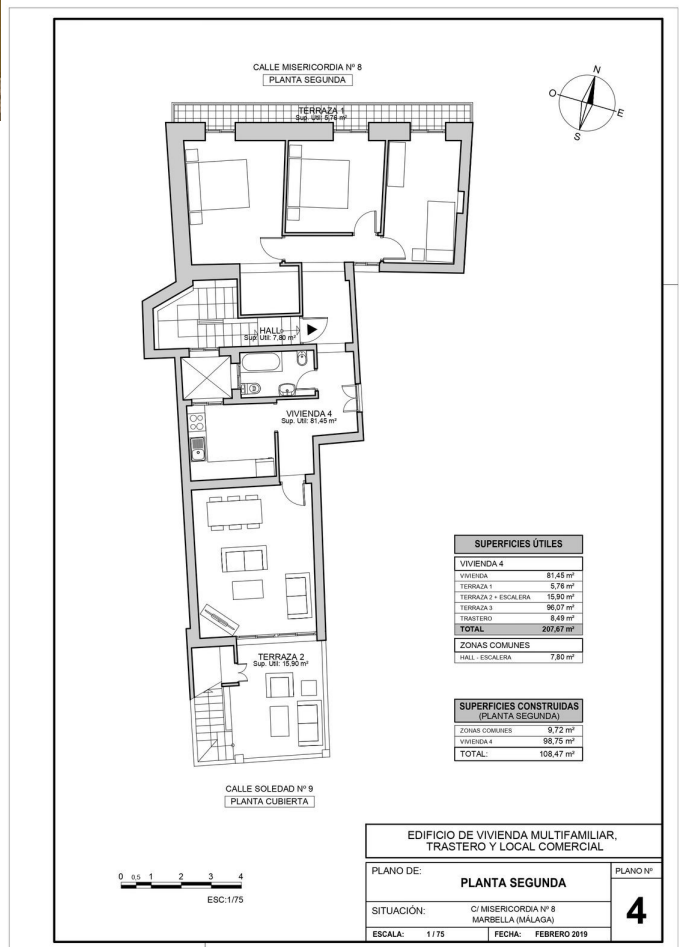 CALLE MISERICORDIA Nº 8
PLANTA SEGUNDA
N
O
E
S
TERRAZA 1
Sup. Util: 5,76 m²
HALL
Sup. Util: 7,80 m²
VIVIENDA 4
Sup. Util: 81,45 m²
TERRAZA 2
Sup. Util: 15,90 m²
SUPERFICIES ÚTILES
VIVIENDA 4
VIVIENDA 81,45 m²
TERRAZA 1 5,76 m²
TERRAZA 2 + ESCALERA 15,90 m²
TERRAZA 3 96,07 m²
TRASTERO 8,49 m²
TOTAL 207,67 m²
ZONAS COMUNES
HALL - ESCALERA 7,80 m²
SUPERFICIES CONSTRUIDAS
(PLANTA SEGUNDA)
ZONAS COMUNES 9,72 m²
VIVIENDA 4 98,75 m²
TOTAL: 108,47 m²
CALLE SOLEDAD Nº 9
PLANTA CUBIERTA
0 0,5 1 2 3 4
ESC:1/75
EDIFICIO DE VIVIENDA MULTIFAMILIAR,
TRASTERO Y LOCAL COMERCIAL
PLANO DE:
PLANTA SEGUNDA
PLANO Nº
4
SITUACIÓN: C/ MISERICORDIA Nº 8
MARBELLA (MÁLAGA)
ESCALA: 1 / 75 FECHA: FEBRERO 2019